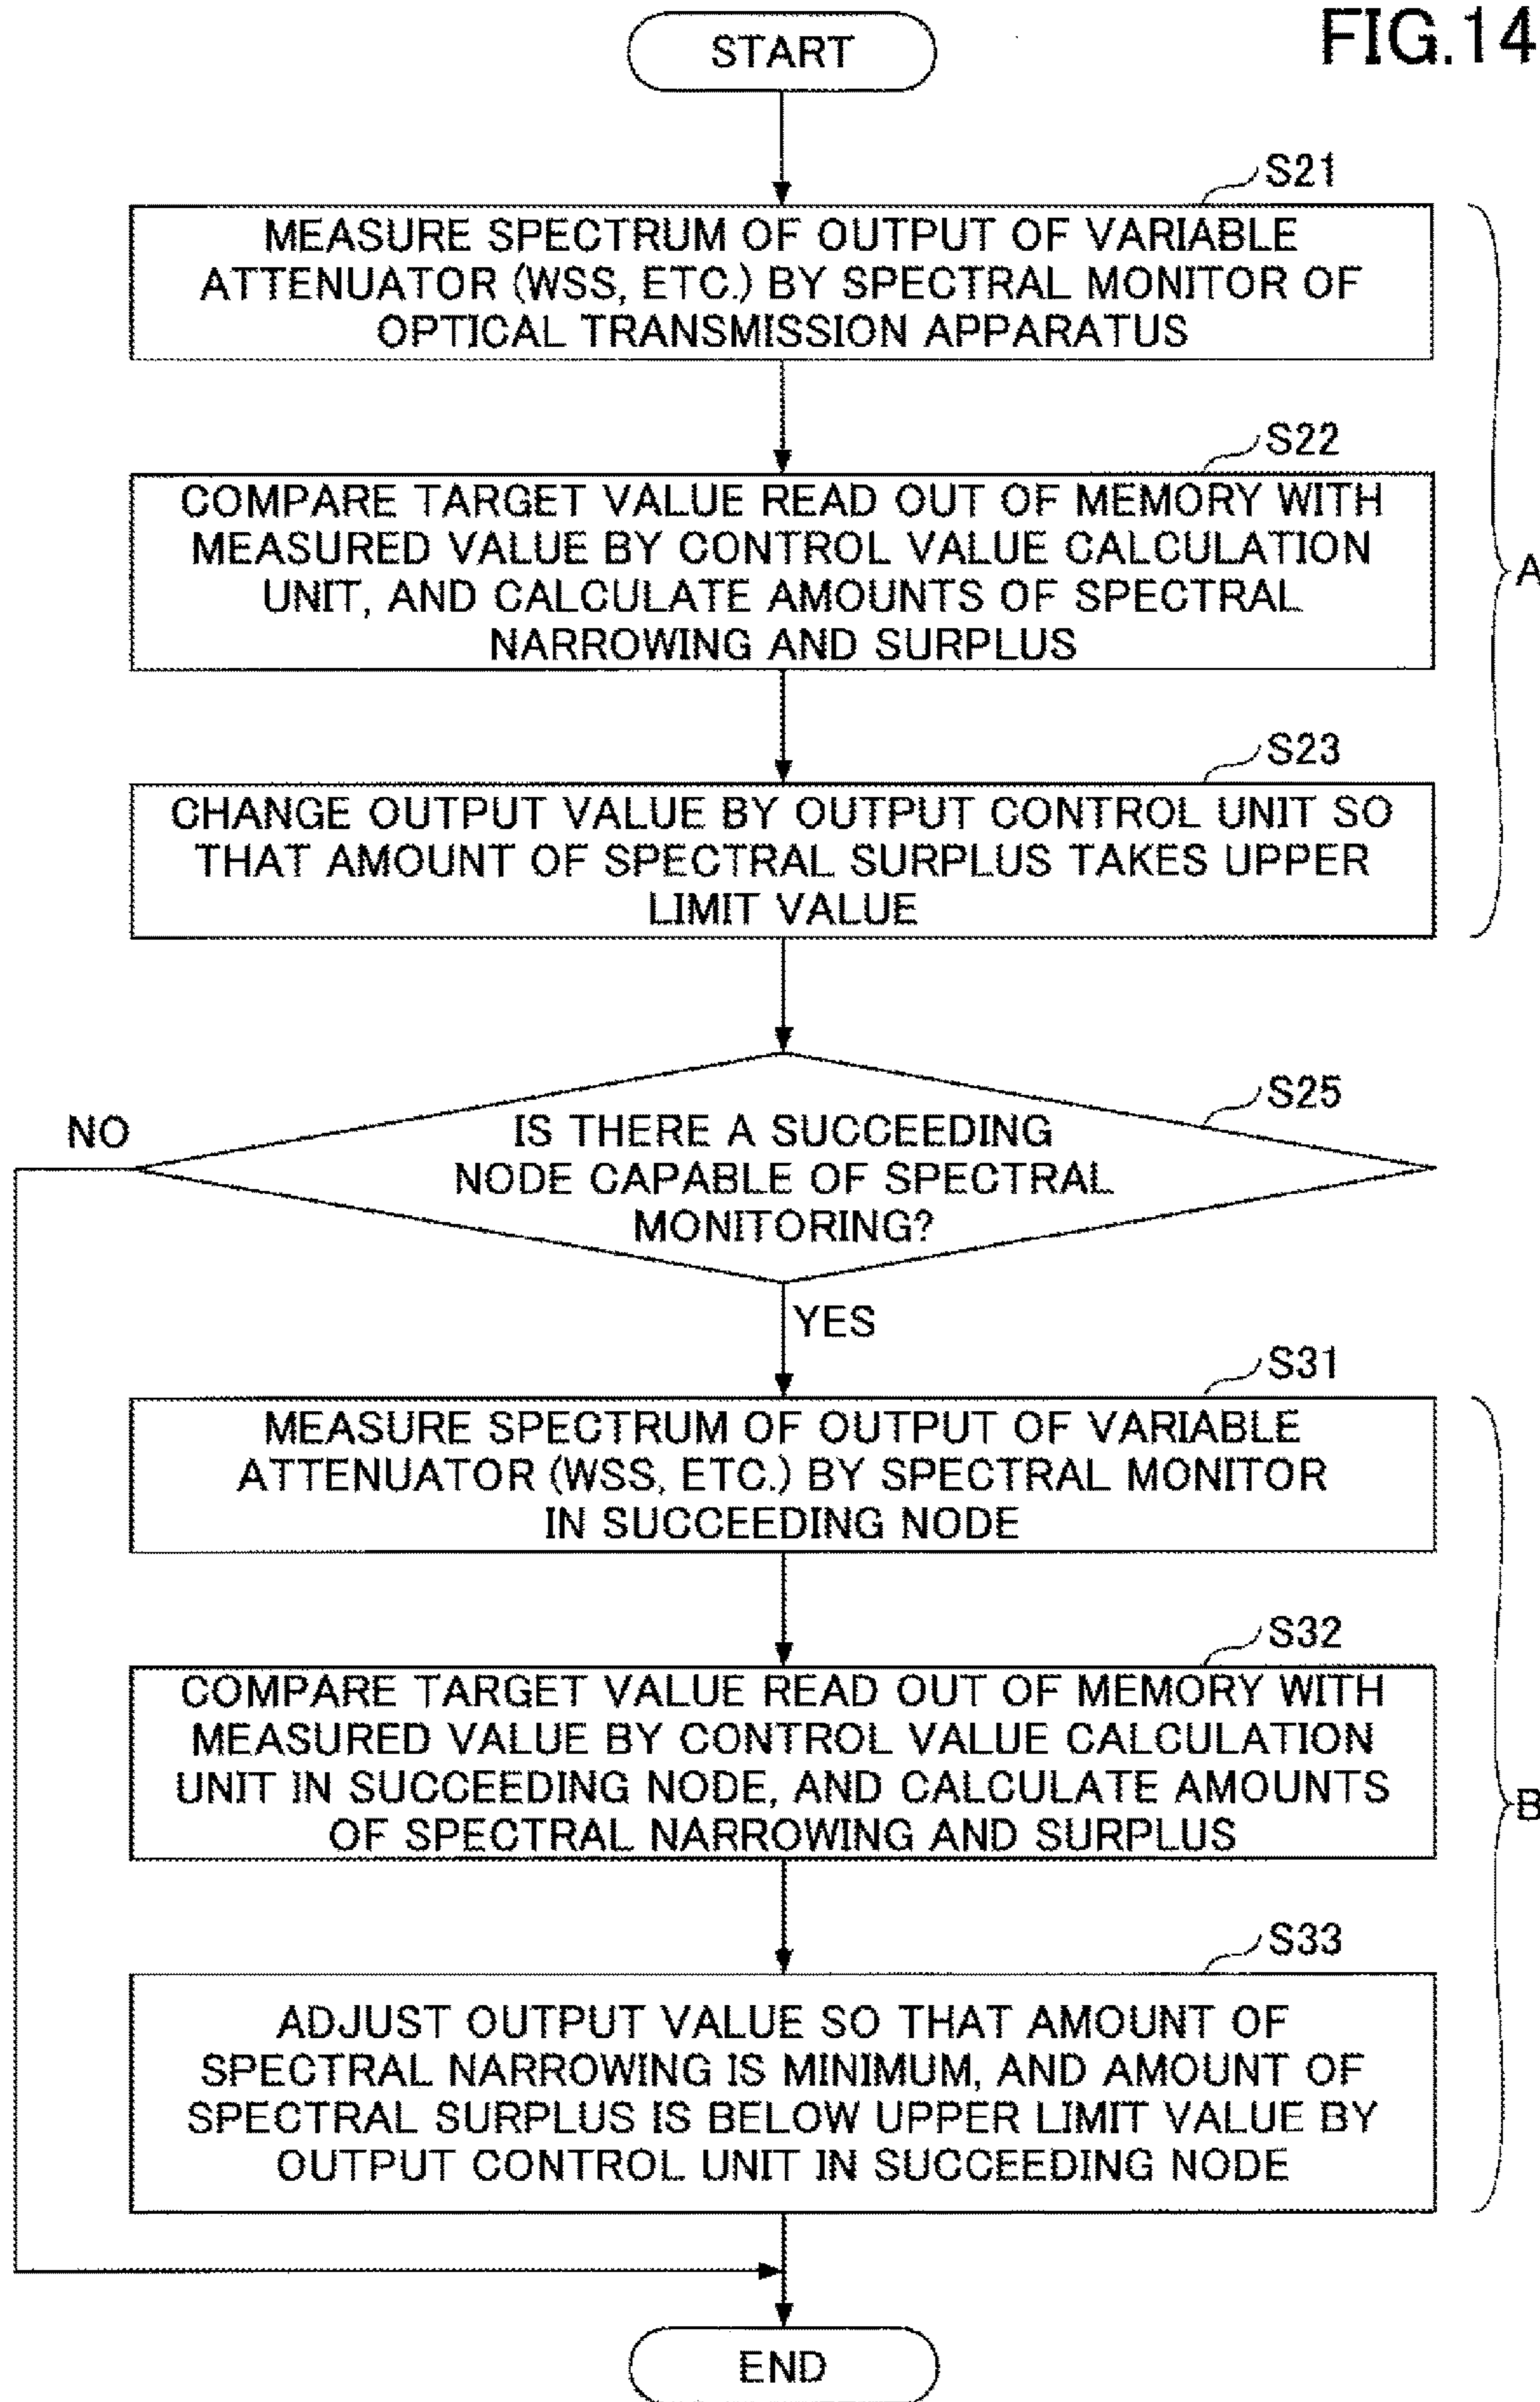 FIG.14
START
S21
MEASURE SPECTRUM OF OUTPUT OF VARIABLE
ATTENUATOR (WSS, ETC.) BY SPECTRAL MONITOR OF
OPTICAL TRANSMISSION APPARATUS
S22
COMPARE TARGET VALUE READ OUT OF MEMORY WITH
MEASURED VALUE BY CONTROL VALUE CALCULATION
UNIT, AND CALCULATE AMOUNTS OF SPECTRAL
NARROWING AND SURPLUS
A
S23
CHANGE OUTPUT VALUE BY OUTPUT CONTROL UNIT SO
THAT AMOUNT OF SPECTRAL SURPLUS TAKES UPPER
LIMIT VALUE
S25
NO
IS THERE A SUCCEEDING
NODE CAPABLE OF SPECTRAL
MONITORING?
YES
S31
MEASURE SPECTRUM OF OUTPUT OF VARIABLE
ATTENUATOR (WSS, ETC.) BY SPECTRAL MONITOR
IN SUCCEEDING NODE
S32
COMPARE TARGET VALUE READ OUT OF MEMORY WITH
MEASURED VALUE BY CONTROL VALUE CALCULATION
UNIT IN SUCCEEDING NODE, AND CALCULATE AMOUNTS
OF SPECTRAL NARROWING AND SURPLUS
B
S33
ADJUST OUTPUT VALUE SO THAT AMOUNT OF
SPECTRAL NARROWING IS MINIMUM, AND AMOUNT OF
SPECTRAL SURPLUS IS BELOW UPPER LIMIT VALUE BY
OUTPUT CONTROL UNIT IN SUCCEEDING NODE
END